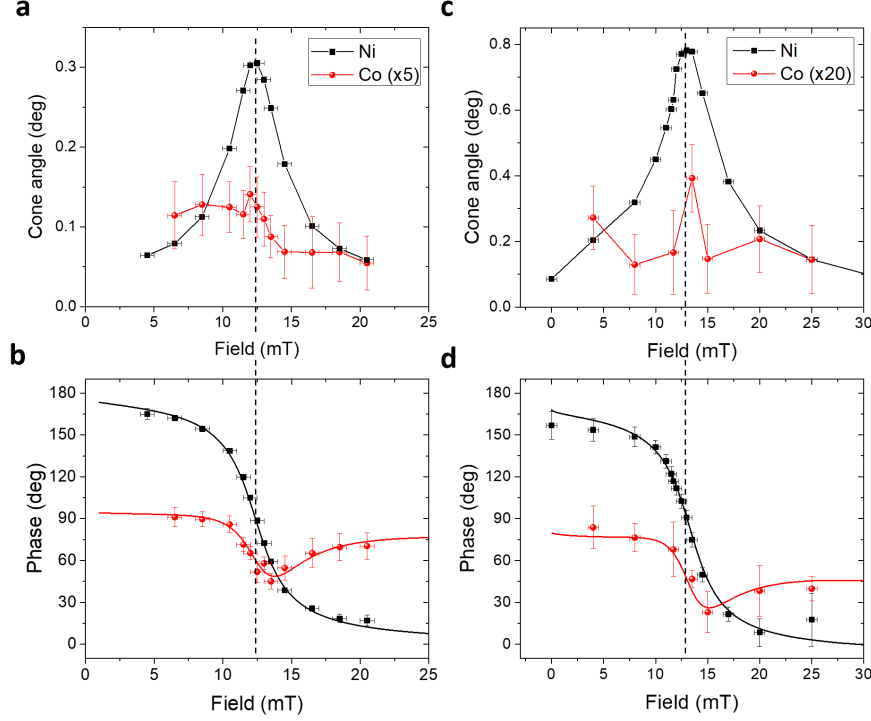 a
Cone angle (deg)
0.3
0.2
0.1
0.0
Ni
Co (x5)
0 5 10 15 20 25
Field (mT)
c
Cone angle (deg)
0.8
0.6
0.4
0.2
0.0
Ni
Co (x20)
0 5 10 15 20 25 30
Field (mT)
b
Phase (deg)
180
150
120
90
60
30
0
0 5 10 15 20 25
Field (mT)
d
Phase (deg)
180
150
120
90
60
30
0
0 5 10 15 20 25 30
Field (mT)